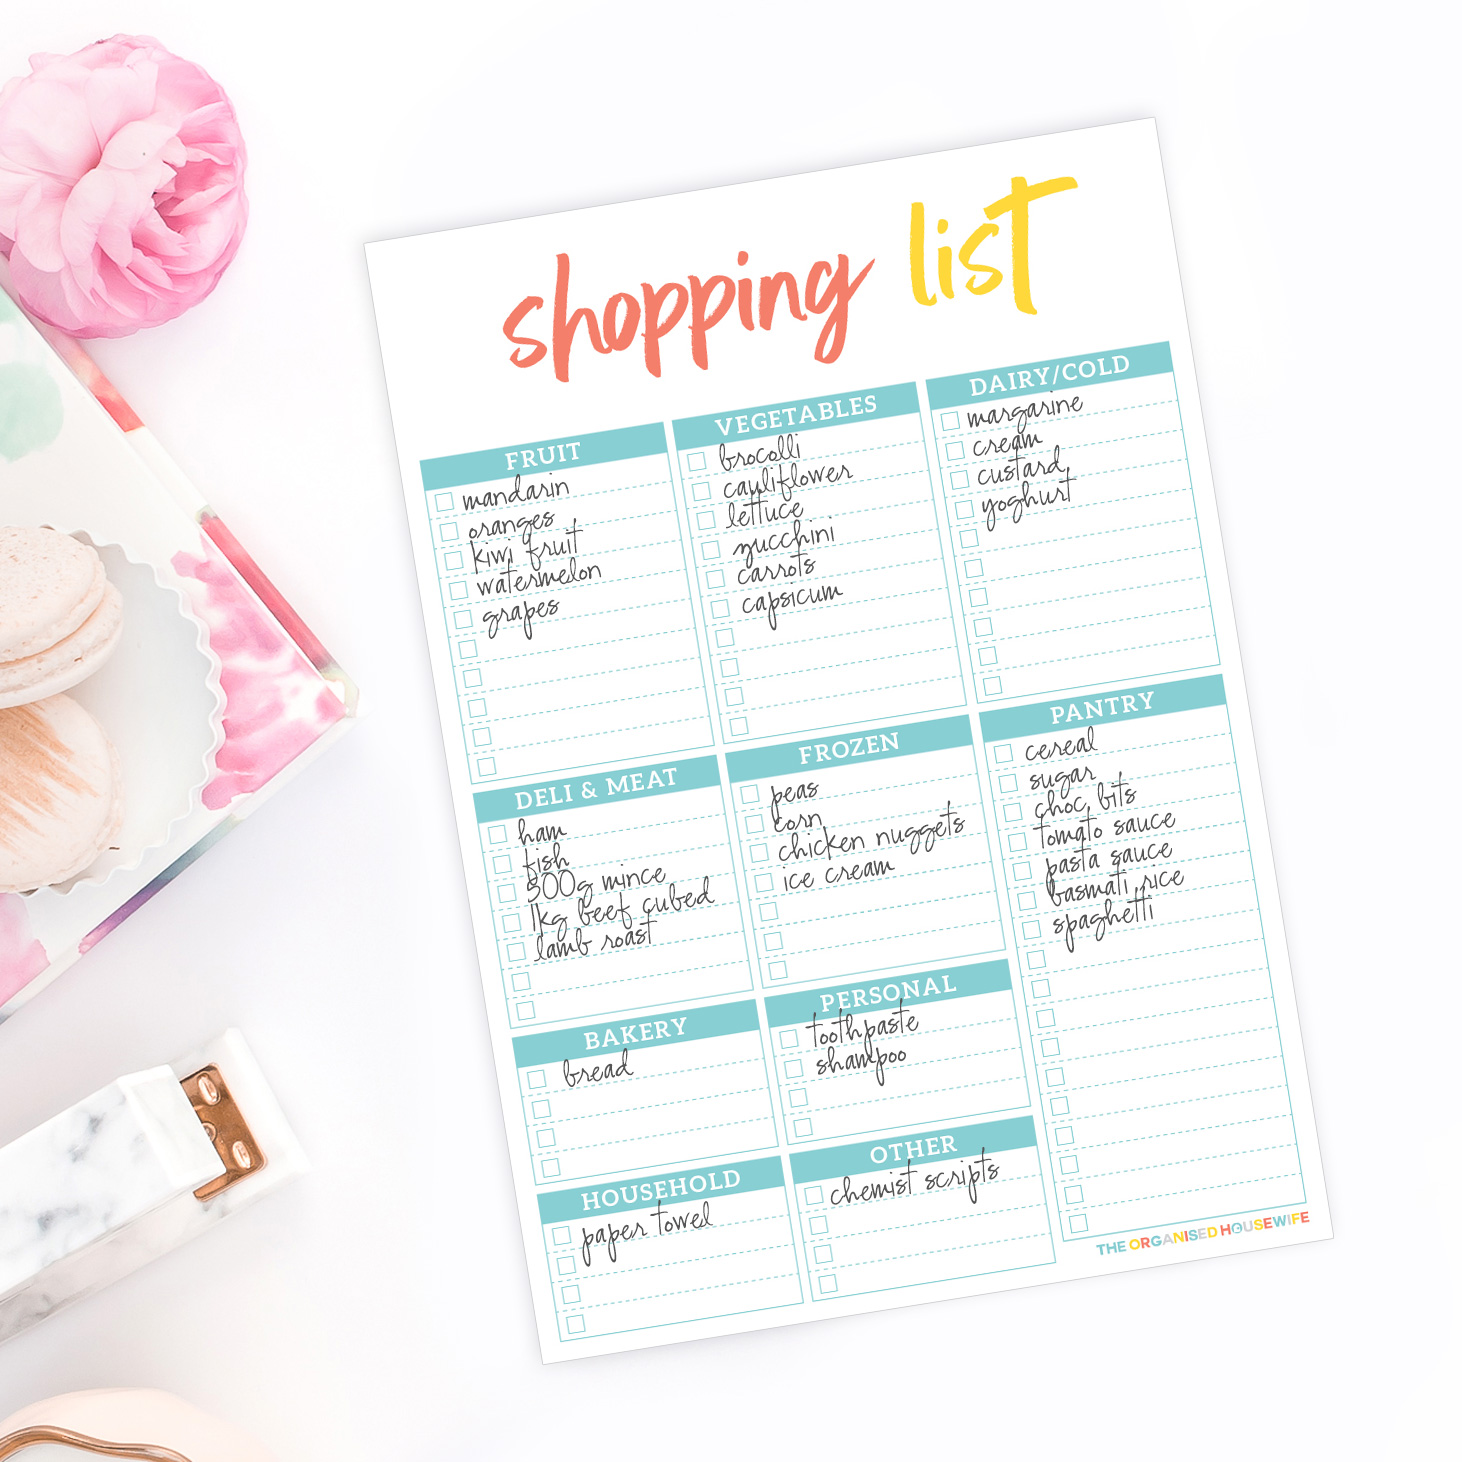 shopping list
FRUIT
mandarin
oranges
kiwi fruit
watermelon
grapes
VEGETABLES
brocolli
cauliflower
lettuce
zucchini
carrots
capsicum
DAIRY/COLD
margarine
cream
custard
yoghurt
DELI & MEAT
ham
fish
500g mince
1kg beef cubed
lamb roast
FROZEN
peas
corn
chicken nuggets
ice cream
PANTRY
cereal
sugar
choc bits
tomato sauce
pasta sauce
basmati rice
spaghetti
BAKERY
bread
PERSONAL
toothpaste
shampoo
HOUSEHOLD
paper towel
OTHER
chemist scripts
THE ORGANISED HOUSEWIFE